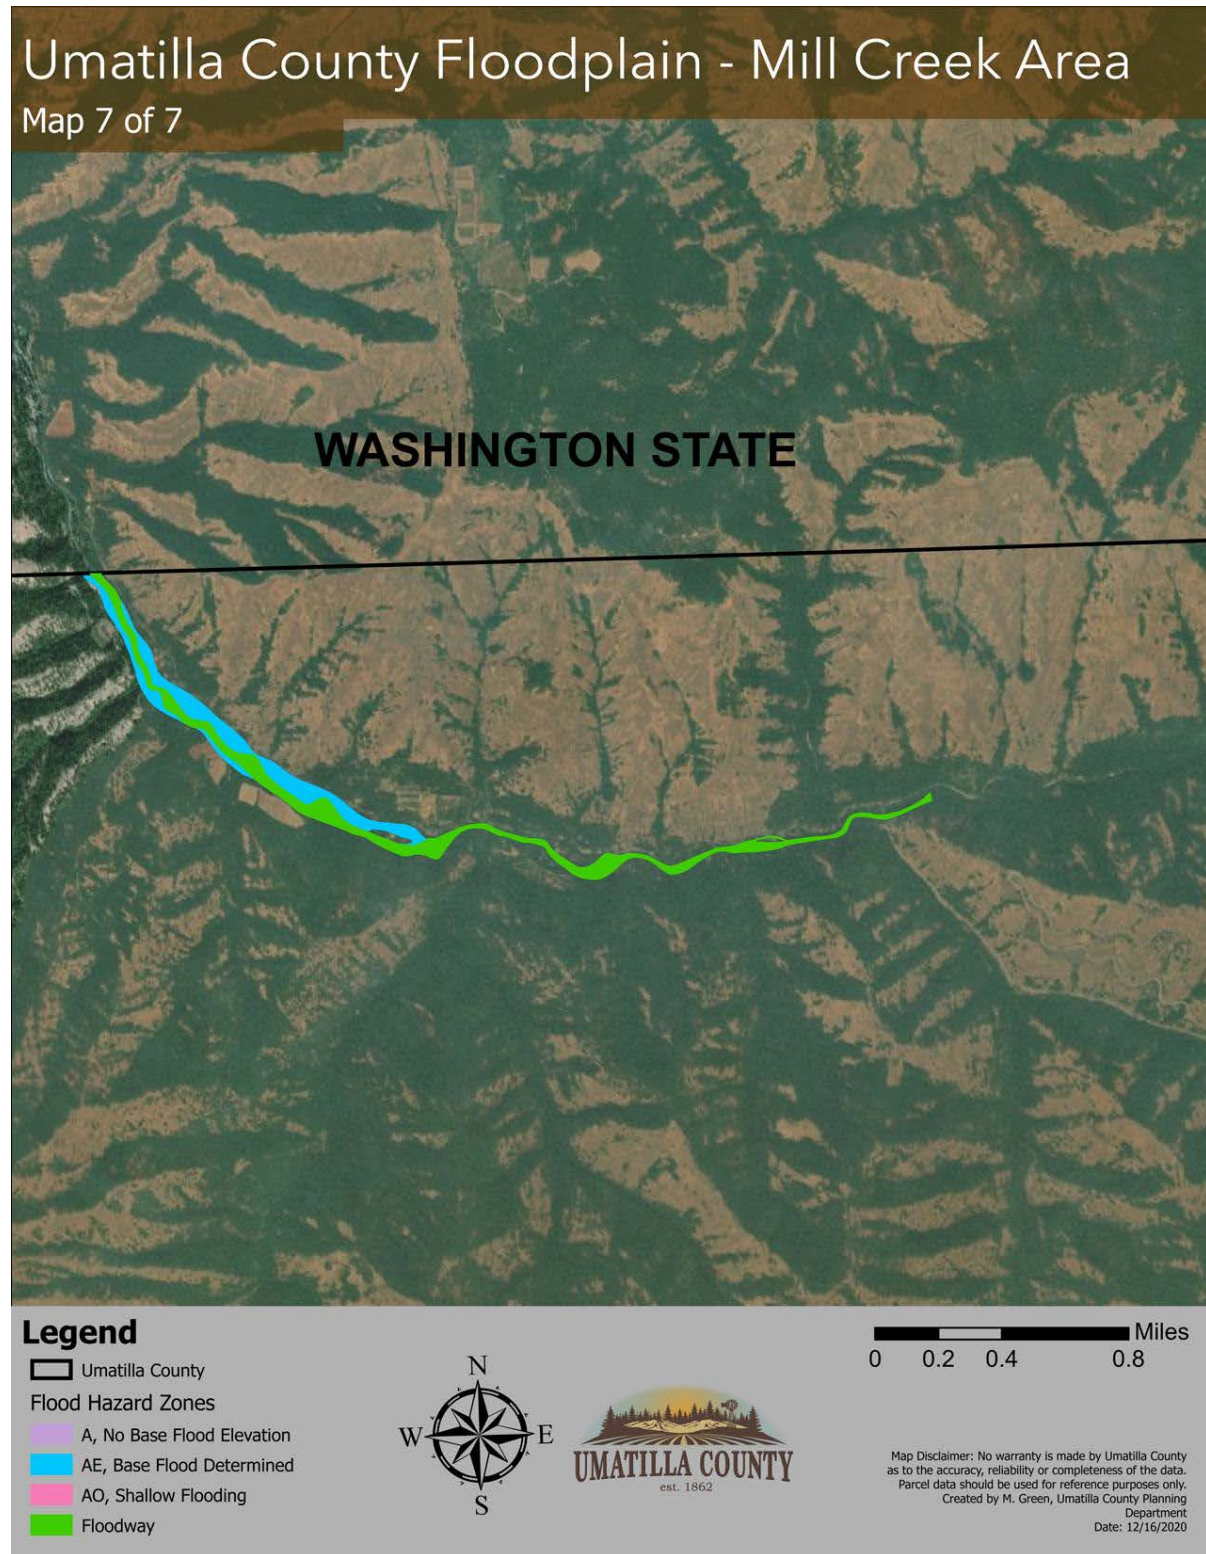 Umatilla County Floodplain - Mill Creek Area
Map 7 of 7
WASHINGTON STATE
Legend
Umatilla County
Flood Hazard Zones
A, No Base Flood Elevation
AE, Base Flood Determined
AO, Shallow Flooding
Floodway
N
W E
S
UMATILLA COUNTY
est. 1862
Miles
0 0.2 0.4 0.8
Map Disclaimer: No warranty is made by Umatilla County
as to the accuracy, reliability or completeness of the data.
Parcel data should be used for reference purposes only.
Created by M. Green, Umatilla County Planning
Department
Date: 12/16/2020